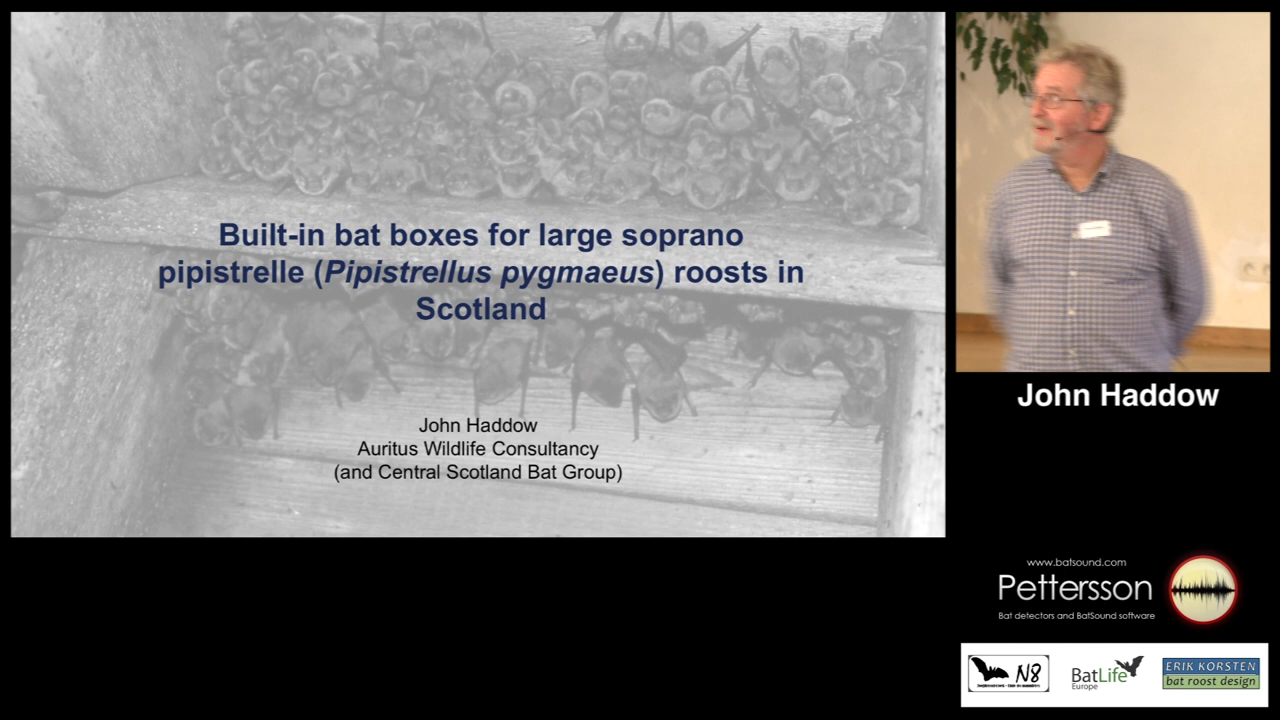 Built-in bat boxes for large soprano
pipistrelle (Pipistrellus pygmaeus) roosts in
Scotland
John Haddow
Auritus Wildlife Consultancy
(and Central Scotland Bat Group)
John Haddow
www.batsound.com
Pettersson
Bat detectors and BatSound software
N8
BatLife
Europe
ERIK KORSTEN
bat roost design